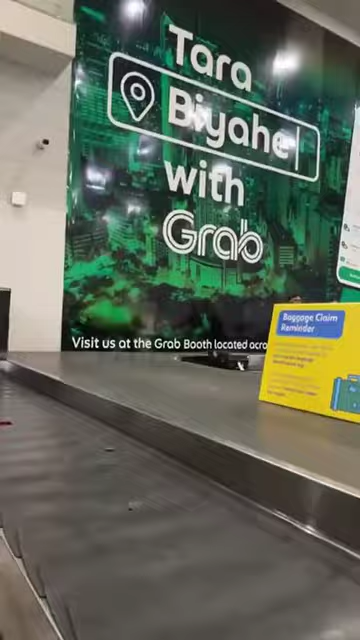 Tara
Biyahe
with
Grab
Visit us at the Grab Booth located acro
Baggage Claim
Reminder